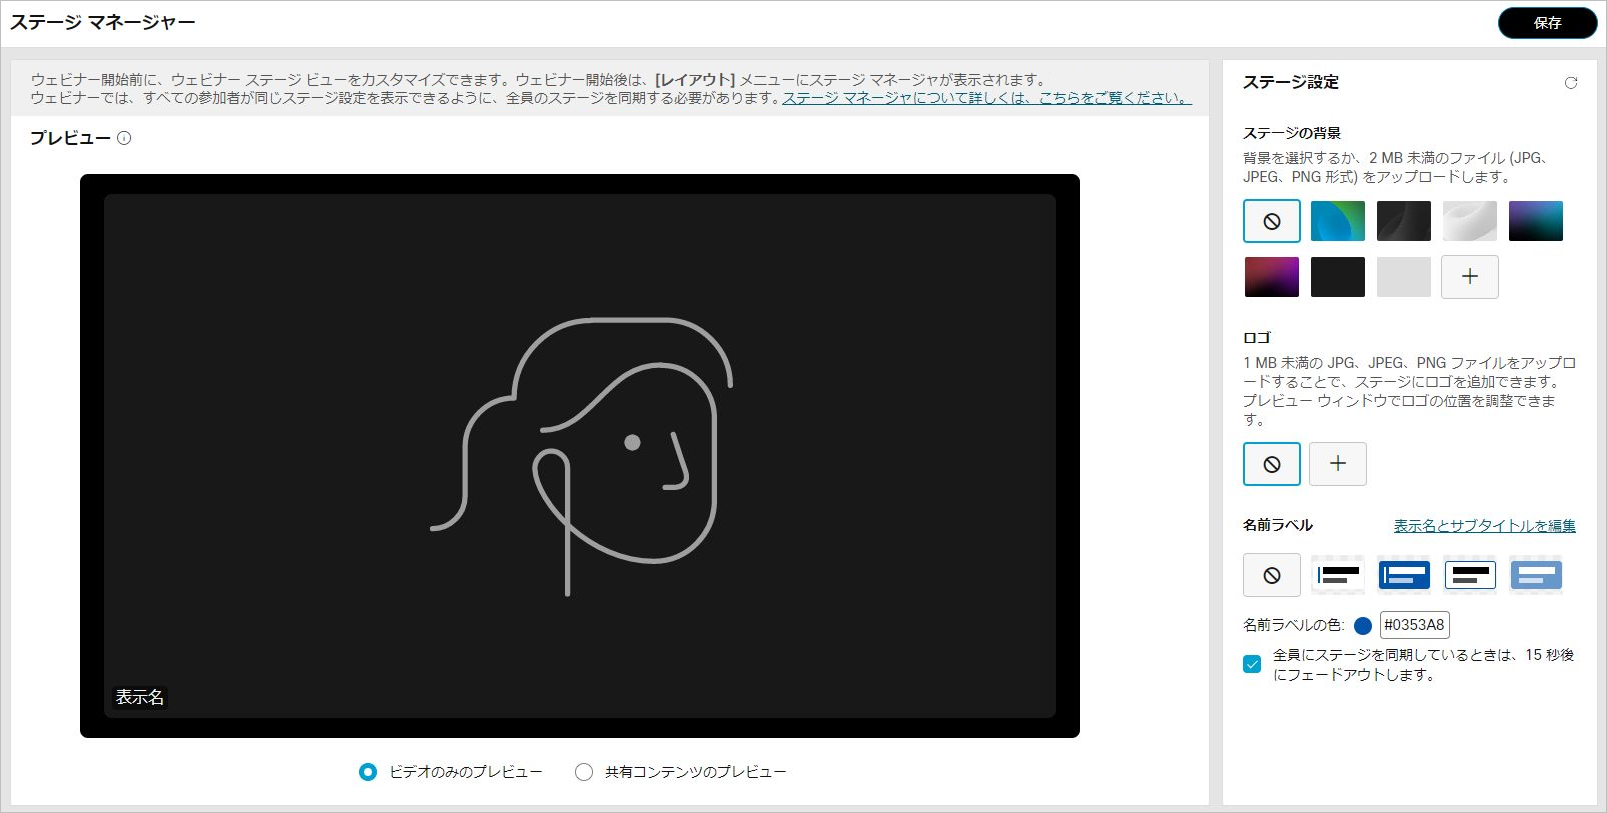 ステージ マネージャー
保存
ウェビナー開始前に、ウェビナー ステージ ビューをカスタマイズできます。ウェビナー開始後は、[レイアウト] メニューにステージ マネージャが表示されます。
ウェビナーでは、すべての参加者が同じステージ設定を表示できるように、全員のステージを同期する必要があります。ステージ マネージャについて詳しくは、こちらをご覧ください。
プレビュー
表示名
ビデオのみのプレビュー
共有コンテンツのプレビュー
ステージ設定
ステージの背景
背景を選択するか、2 MB 未満のファイル (JPG、
JPEG、PNG 形式) をアップロードします。
ロゴ
1 MB 未満の JPG、JPEG、PNG ファイルをアップロ
ードすることで、ステージにロゴを追加できます。
プレビュー ウィンドウでロゴの位置を調整できま
す。
名前ラベル
表示名とサブタイトルを編集
名前ラベルの色:
#0353A8
全員にステージを同期しているときは、15 秒後
にフェードアウトします。